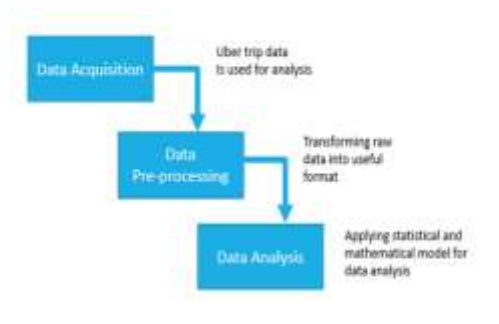 Data Acquisition
Uber trip data
Is used for analysis
Data
Pre-processing
Transforming raw
data into useful
format
Data Analysis
Applying statistical and
mathematical model for
data analysis